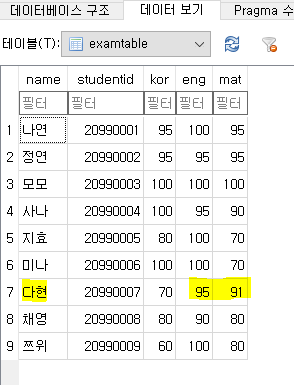 데이터베이스 구조 데이터 보기 Pragma 수
테이블(T): examtable
name studentid kor eng mat
필터 필터 필터 필터 필터
1 나연 20990001 95 100 95
2 정연 20990002 95 95 95
3 모모 20990003 100 100 100
4 사나 20990004 100 95 90
5 지효 20990005 80 100 70
6 미나 20990006 100 100 70
7 다현 20990007 70 95 91
8 채영 20990008 80 90 80
9 쯔위 20990009 60 100 80